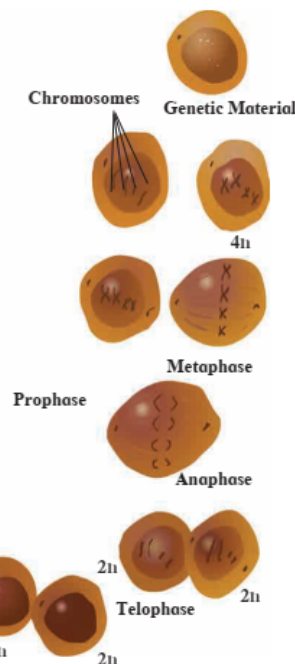 Chromosomes
Genetic Material
4n
Metaphase
Prophase
Anaphase
2n
Telophase
2n
2n